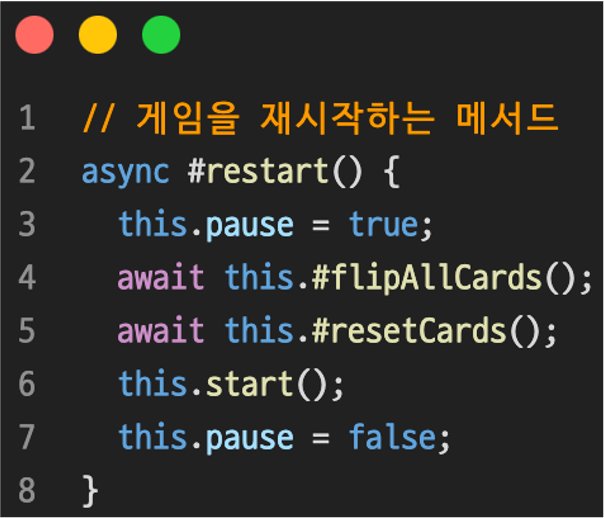 1 // 게임을 재시작하는 메서드
2 async #restart() {
3   this.pause = true;
4   await this.#flipAllCards();
5   await this.#resetCards();
6   this.start();
7   this.pause = false;
8 }